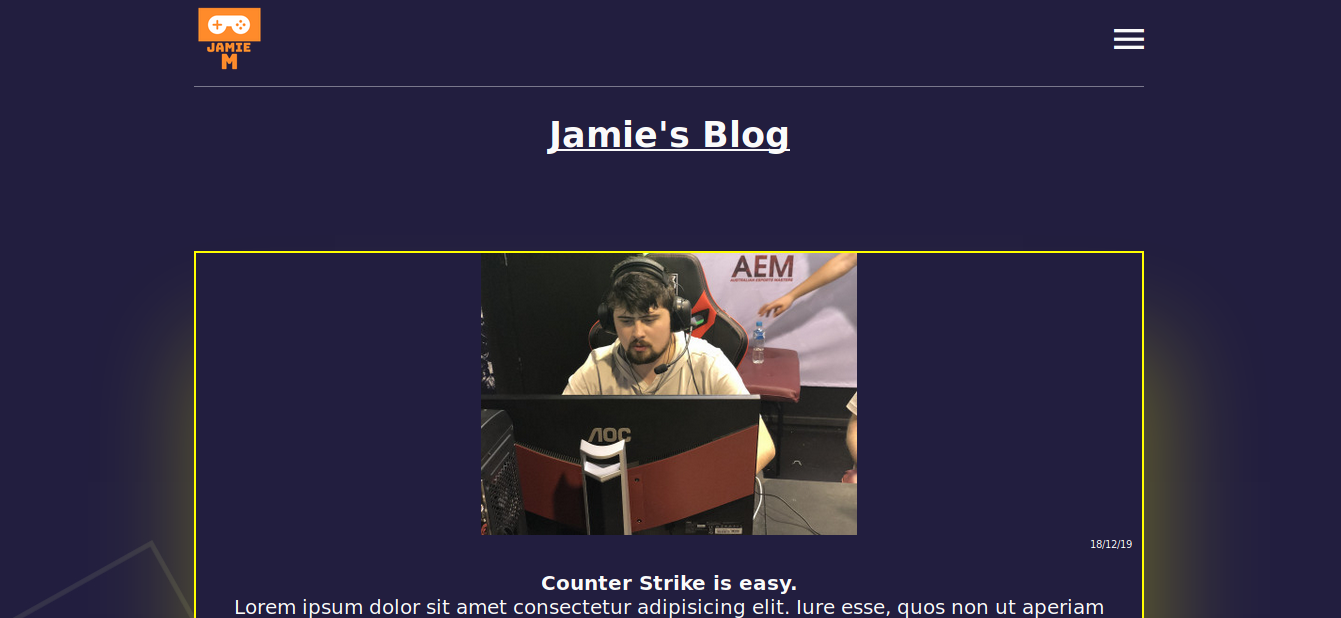 JAMIE
M
Jamie's Blog
AEM
AUSTRALIAN ESPORTS MASTERS
AOC
18/12/19
Counter Strike is easy.
Lorem ipsum dolor sit amet consectetur adipisicing elit. Iure esse, quos non ut aperiam